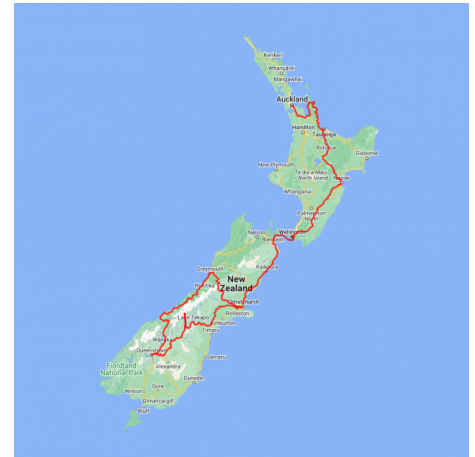 Kerikeri
Whangārei
Mangawhai
Auckland
Hamilton
Tauranga
Rotorua
Gisborne
New Plymouth
Te Ika-a-Māui
/ North Island
Napier
Whanganui
Palmerston
North
Nelson
Wellington
Blenheim
Greymouth
Kaikōura
Hokitika
New
Zealand
Christchurch
Lake Tekapo
Rolleston
Ashburton
Timaru
Wānaka
Queenstown
Oamaru
Fiordland
National Park
Alexandra
Dunedin
Winton
Gore
Invercargill
Bluff